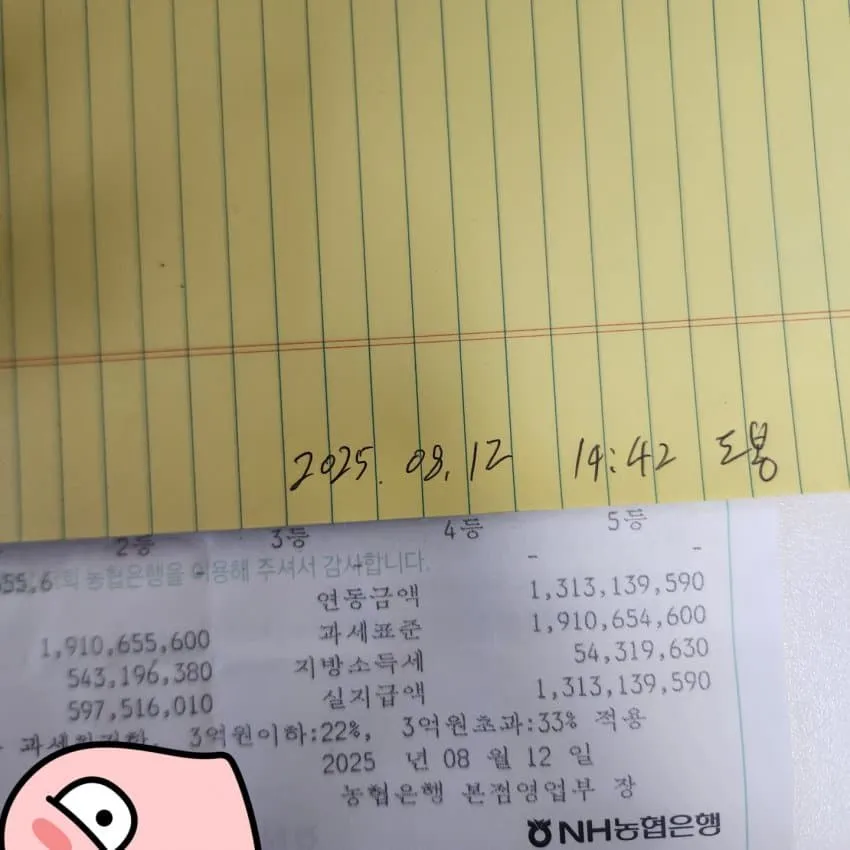 2025. 08. 12 14:42 도봉
2등 3등 4등 5등
- - -
55,6 회 농협은행을 이용해 주셔서 감사합니다.
연동금액 1,313,139,590
1,910,655,600 과세표준 1,910,654,600
543,196,380 지방소득세 54,319,630
597,516,010 실지급액 1,313,139,590
3억원이하:22%, 3억원초과:33% 적용
2025 년 08 월 12 일
농협은행 본점영업부 장
NH농협은행